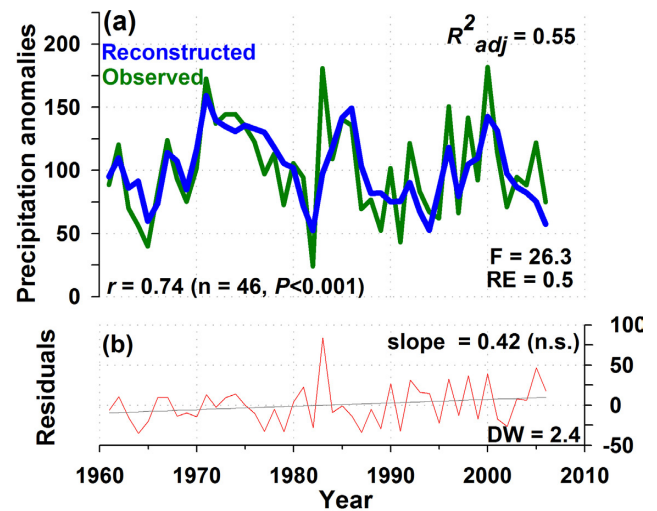 (a)
R²adj = 0.55
Reconstructed
Observed
Precipitation anomalies
200
150
100
50
0
F = 26.3
RE = 0.5
r = 0.74 (n = 46, P<0.001)
(b)
slope = 0.42 (n.s.)
Residuals
100
50
0
-50
DW = 2.4
1960 1970 1980 1990 2000 2010
Year